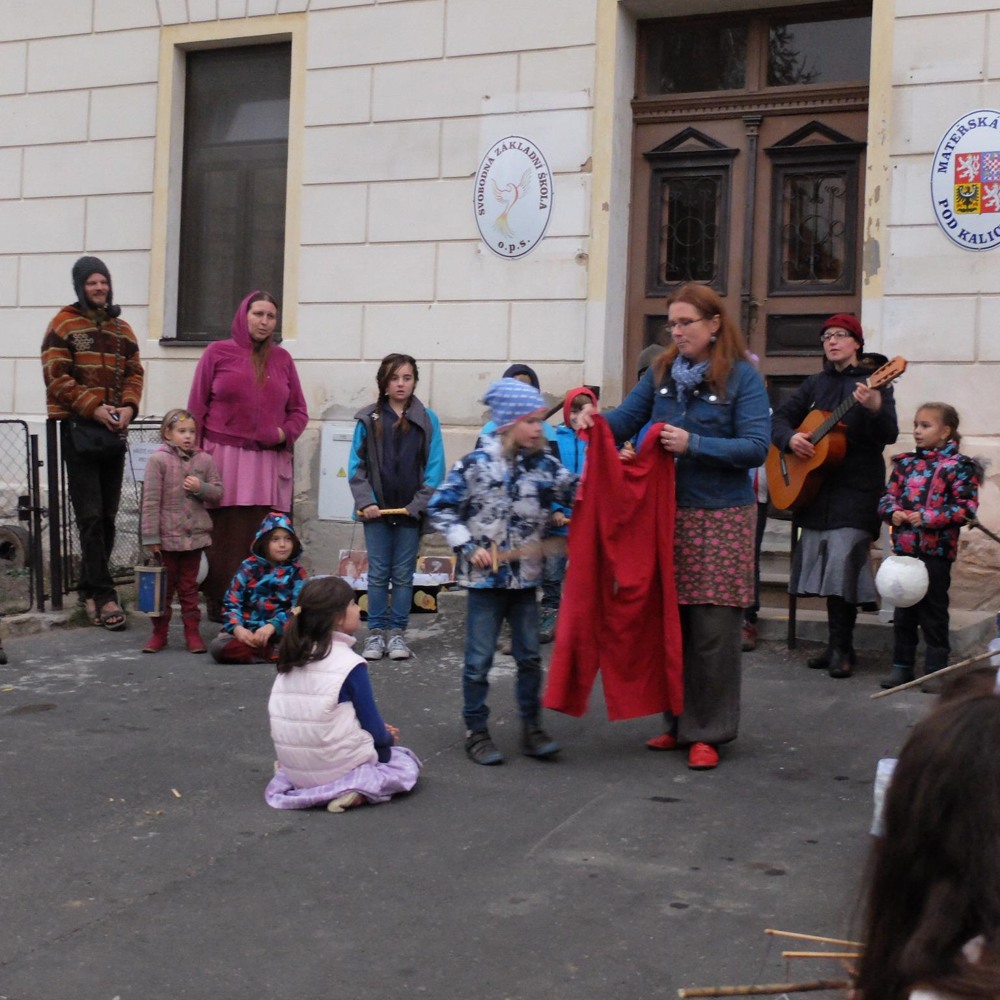 SVOBODNÁ ZÁKLADNÍ ŠKOLA
o.p.s.
MATEŘSKÁ
POD KALIC